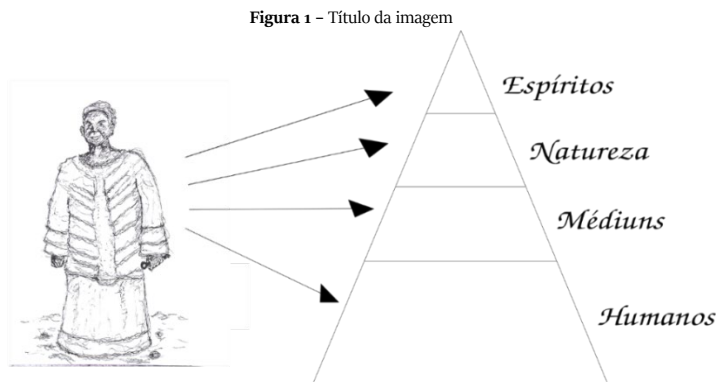 Figura 1 – Título da imagem
Espíritos
Natureza
Médiuns
Humanos